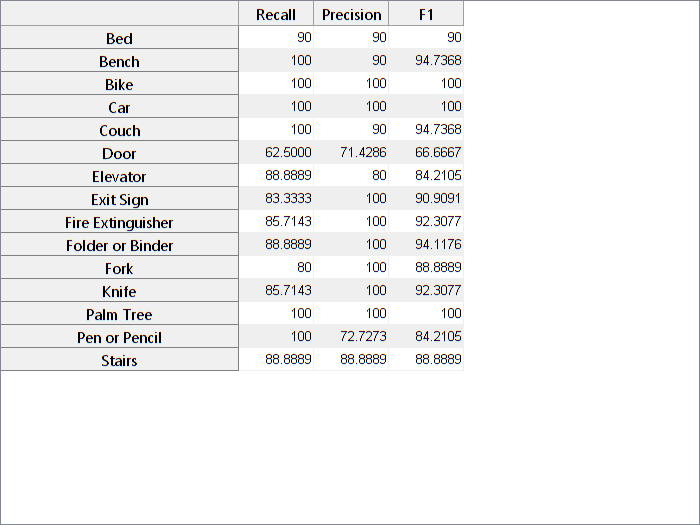 Recall Precision F1
Bed 90 90 90
Bench 100 90 94.7368
Bike 100 100 100
Car 100 100 100
Couch 100 90 94.7368
Door 62.5000 71.4286 66.6667
Elevator 88.8889 80 84.2105
Exit Sign 83.3333 100 90.9091
Fire Extinguisher 85.7143 100 92.3077
Folder or Binder 88.8889 100 94.1176
Fork 80 100 88.8889
Knife 85.7143 100 92.3077
Palm Tree 100 100 100
Pen or Pencil 100 72.7273 84.2105
Stairs 88.8889 88.8889 88.8889